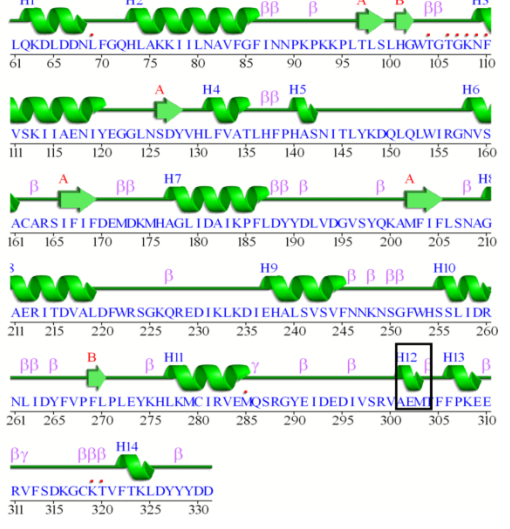 H1 H2 ββ β A B ββ H3
LQKDLDDNLFGQHLAKKIILNAVFGFINNPKPKKPLTLSLHGWTGTGKNF
61 65 70 75 80 85 90 95 100 105 110
A H4 ββ H5 H6
VSKIIAENIYEGGLNSDYVHLFVATLHFPHASNITLYKDQLQLWIRGNVS
111 115 120 125 130 135 140 145 150 155 160
β A ββ H7 ββ β β A β H8
ACARSIFIFDEMDKMHAGLIDAIKPFLDYYDLVDGVSYQKAMFIFLSNAG
161 165 170 175 180 185 190 195 200 205 210
β H9 β β ββ H10
AERITDVALDFWRSGKQREDIKLKDIEHALSVSVFNNKNSGFWHSSLIDR
211 215 220 225 230 235 240 245 250 255 260
ββ β B β H11 γ β β H12 β H13 β
NLIDYFVPFLPLEYKHLKMCIRVEMQSRGYEIDEDIVSRVAEMTFFPKEE
261 265 270 275 280 285 290 295 300 305 310
βγ β βββ H14 β
RVFSDKGCKTVFTKLDYYYDD
311 315 320 325 330